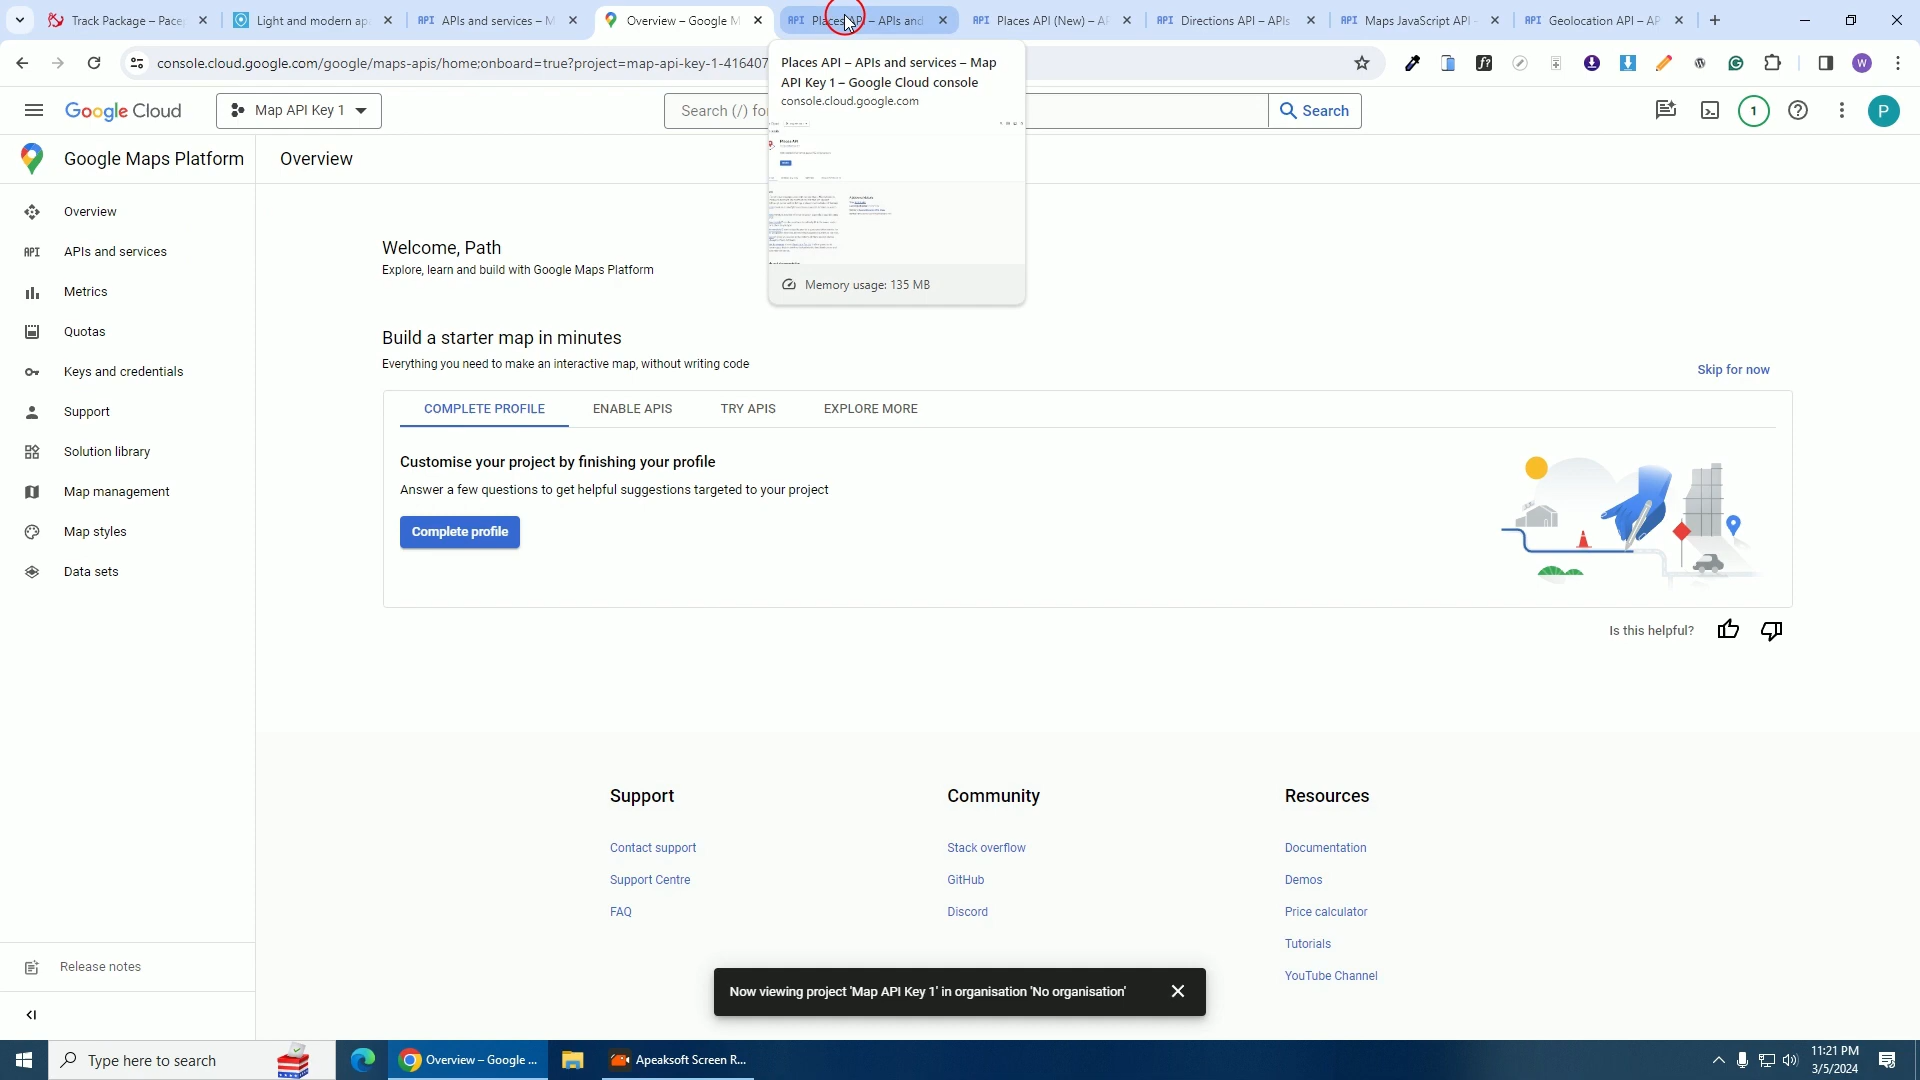 Track Package – Pace
Light and modern ap
API APIs and services – M
Overview – Google M
API Places API – APIs and
API Places API (New) – AP
API Directions API – APIs
API Maps JavaScript API -
API Geolocation API – AP
console.cloud.google.com/google/maps-apis/home;onboard=true?project=map-api-key-1-416407
W
Places API – APIs and services – Map
API Key 1 – Google Cloud console
console.cloud.google.com
Memory usage: 135 MB
Google Cloud
Map API Key 1
Search (/) fo
Search
1
P
Google Maps Platform
Overview
Overview
API APIs and services
Metrics
Quotas
Keys and credentials
Support
Solution library
Map management
Map styles
Data sets
Release notes
Welcome, Path
Explore, learn and build with Google Maps Platform
Build a starter map in minutes
Everything you need to make an interactive map, without writing code
Skip for now
COMPLETE PROFILE
ENABLE APIS
TRY APIS
EXPLORE MORE
Customise your project by finishing your profile
Answer a few questions to get helpful suggestions targeted to your project
Complete profile
Is this helpful?
Support
Contact support
Support Centre
FAQ
Community
Stack overflow
GitHub
Discord
Resources
Documentation
Demos
Price calculator
Tutorials
YouTube Channel
Now viewing project 'Map API Key 1' in organisation 'No organisation'
Type here to search
Overview – Google ...
Apeaksoft Screen R...
11:21 PM
3/5/2024